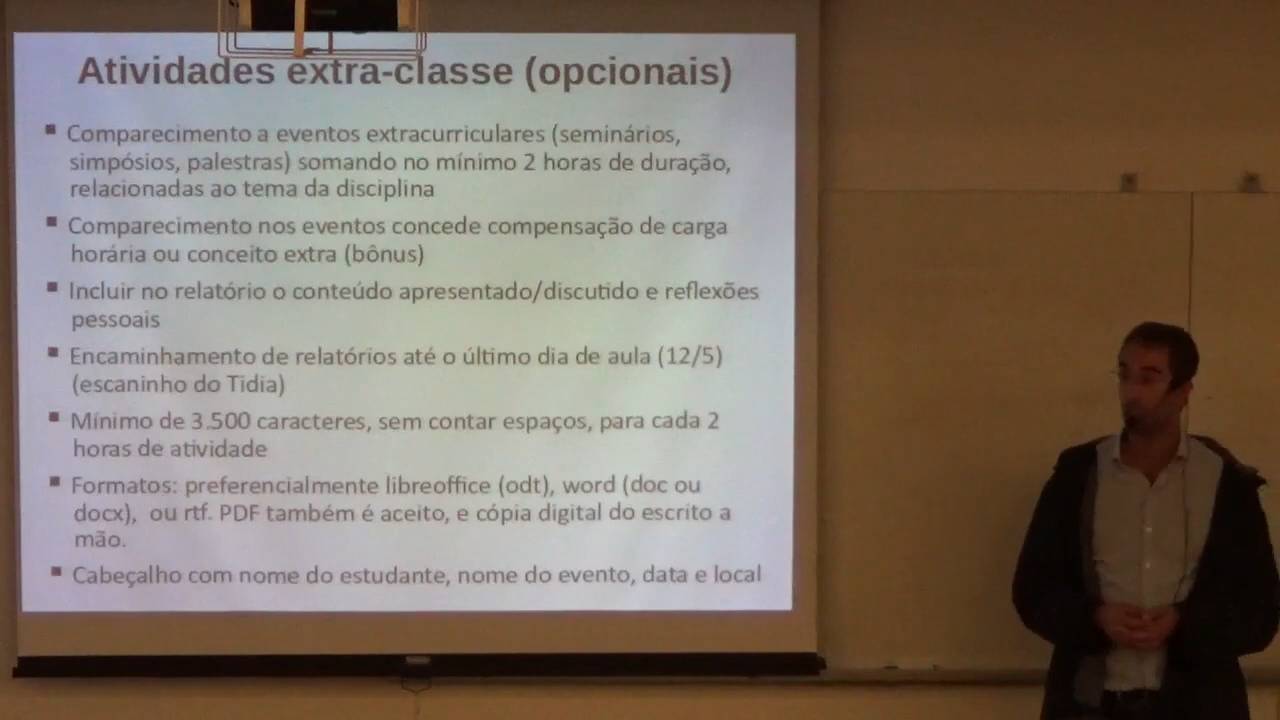 Atividades extra-classe (opcionais)
▪ Comparecimento a eventos extracurriculares (seminários,
simpósios, palestras) somando no mínimo 2 horas de duração,
relacionadas ao tema da disciplina
▪ Comparecimento nos eventos concede compensação de carga
horária ou conceito extra (bônus)
▪ Incluir no relatório o conteúdo apresentado/discutido e reflexões
pessoais
▪ Encaminhamento de relatórios até o último dia de aula (12/5)
(escaninho do Tidia)
▪ Mínimo de 3.500 caracteres, sem contar espaços, para cada 2
horas de atividade
▪ Formatos: preferencialmente libreoffice (odt), word (doc ou
docx), ou rtf. PDF também é aceito, e cópia digital do escrito a
mão.
▪ Cabeçalho com nome do estudante, nome do evento, data e local